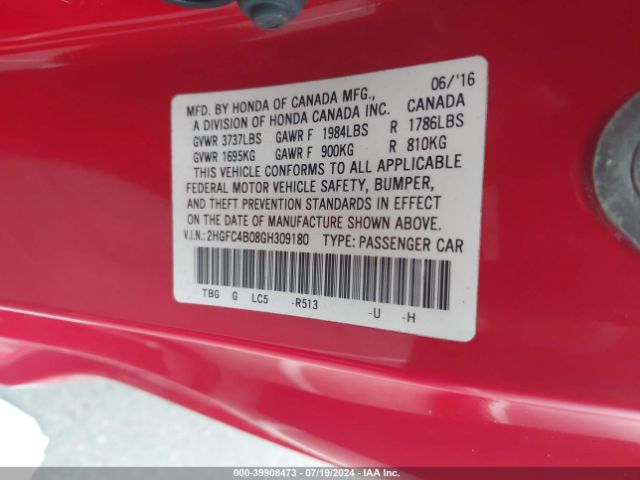 MFD. BY HONDA OF CANADA MFG., 06/'16
A DIVISION OF HONDA CANADA INC. CANADA
GVWR 3737LBS GAWR F 1984LBS R 1786LBS
GVWR 1695KG GAWR F 900KG R 810KG
THIS VEHICLE CONFORMS TO ALL APPLICABLE
FEDERAL MOTOR VEHICLE SAFETY, BUMPER,
AND THEFT PREVENTION STANDARDS IN EFFECT
ON THE DATE OF MANUFACTURE SHOWN ABOVE.
V.I.N.: 2HGFC4B08GH309180 TYPE: PASSENGER CAR
TBG G LC5 -R513 -U -H
000-39908473 - 07/19/2024 - IAA Inc.